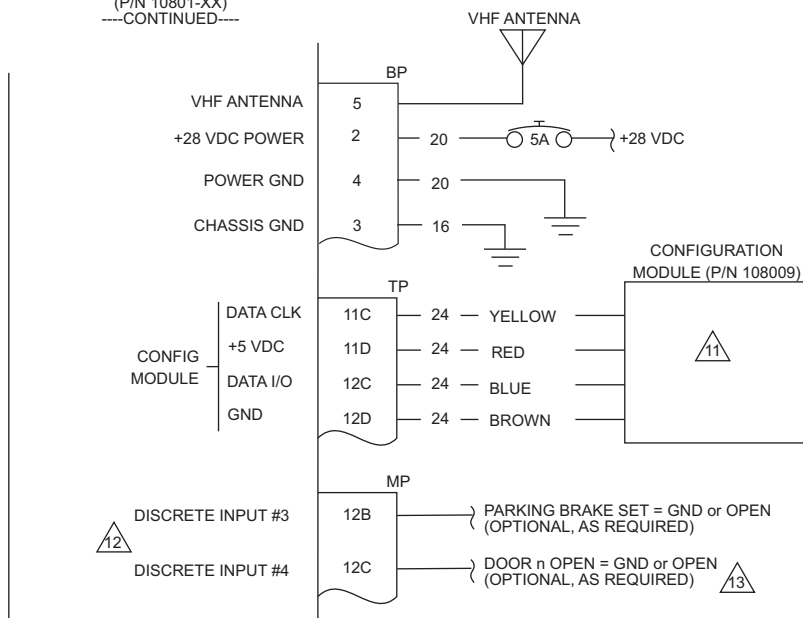 (P/N 10801-XX)
----CONTINUED----
VHF ANTENNA
BP
VHF ANTENNA 5
+28 VDC POWER 2 20 5A +28 VDC
POWER GND 4 20
CHASSIS GND 3 16
CONFIGURATION
MODULE (P/N 108009)
TP
CONFIG
MODULE
DATA CLK 11C 24 YELLOW
+5 VDC 11D 24 RED
11
DATA I/O 12C 24 BLUE
GND 12D 24 BROWN
MP
12
DISCRETE INPUT #3 12B PARKING BRAKE SET = GND or OPEN
(OPTIONAL, AS REQUIRED)
DISCRETE INPUT #4 12C DOOR n OPEN = GND or OPEN
(OPTIONAL, AS REQUIRED)
13